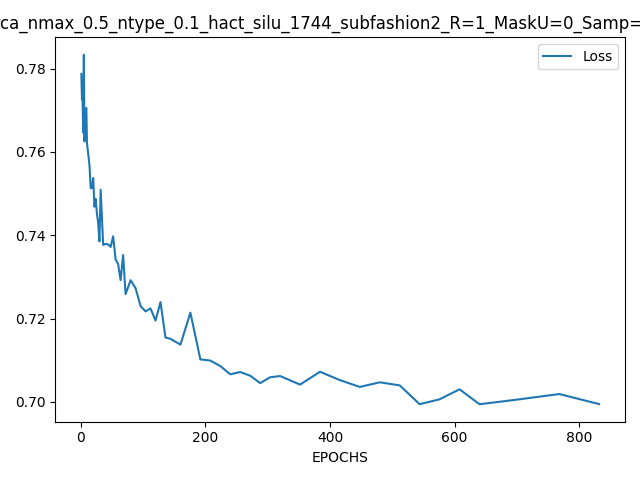 rca_nmax_0.5_ntype_0.1_hact_silu_1744_subfashion2_R=1_MaskU=0_Samp=
Loss
0.78
0.76
0.74
0.72
0.70
0 200 400 600 800
EPOCHS